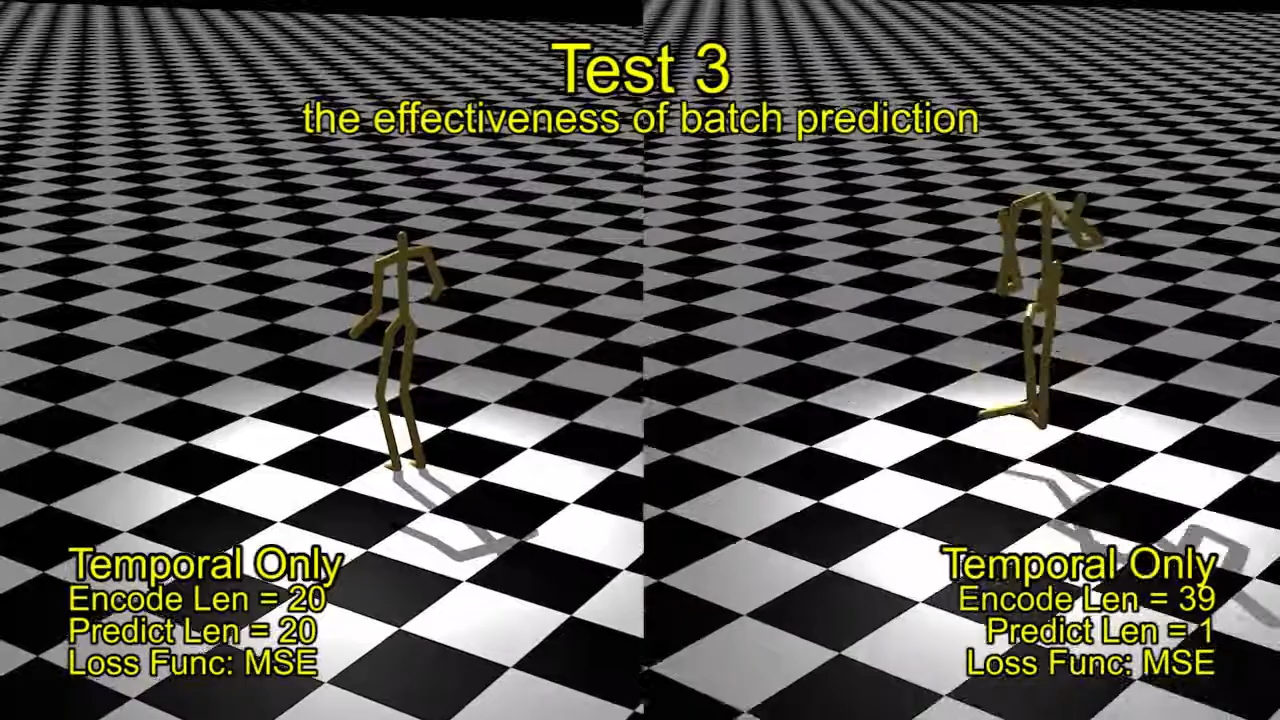 Test 3
the effectiveness of batch prediction
Temporal Only
Encode Len = 20
Predict Len = 20
Loss Func: MSE
Temporal Only
Encode Len = 39
Predict Len = 1
Loss Func: MSE